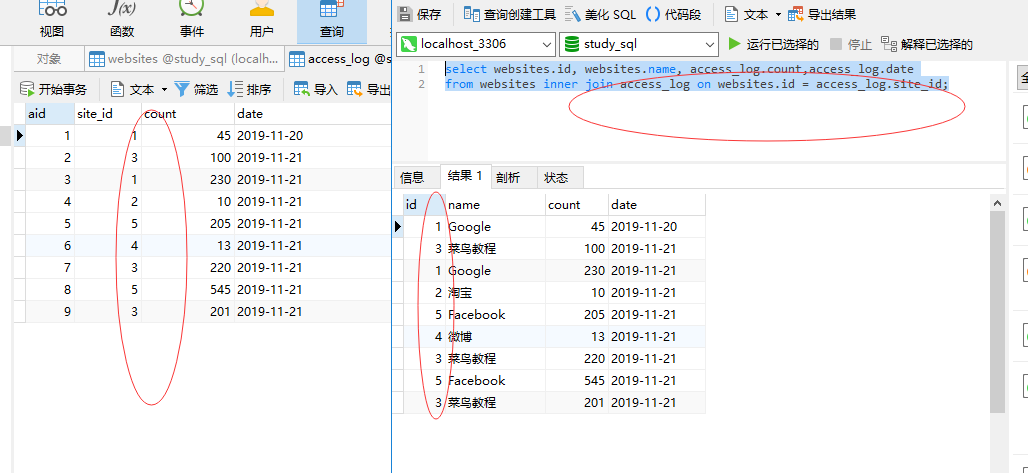 视图
函数
事件
用户
查询
对象
websites @study_sql (localh...
access_log @s
开始事务
文本
筛选
排序
导入
导出
aid site_id count date
1 1 45 2019-11-20
2 3 100 2019-11-21
3 1 230 2019-11-21
4 2 10 2019-11-21
5 5 205 2019-11-21
6 4 13 2019-11-21
7 3 220 2019-11-21
8 5 545 2019-11-21
9 3 201 2019-11-21
保存
查询创建工具
美化 SQL
() 代码段
文本
导出结果
localhost_3306
study_sql
运行已选择的
停止
解释已选择的
1 select websites.id, websites.name, access_log.count,access_log.date
2 from websites inner join access_log on websites.id = access_log.site_id;
信息
结果 1
剖析
状态
id name count date
1 Google 45 2019-11-20
3 菜鸟教程 100 2019-11-21
1 Google 230 2019-11-21
2 淘宝 10 2019-11-21
5 Facebook 205 2019-11-21
4 微博 13 2019-11-21
3 菜鸟教程 220 2019-11-21
5 Facebook 545 2019-11-21
3 菜鸟教程 201 2019-11-21